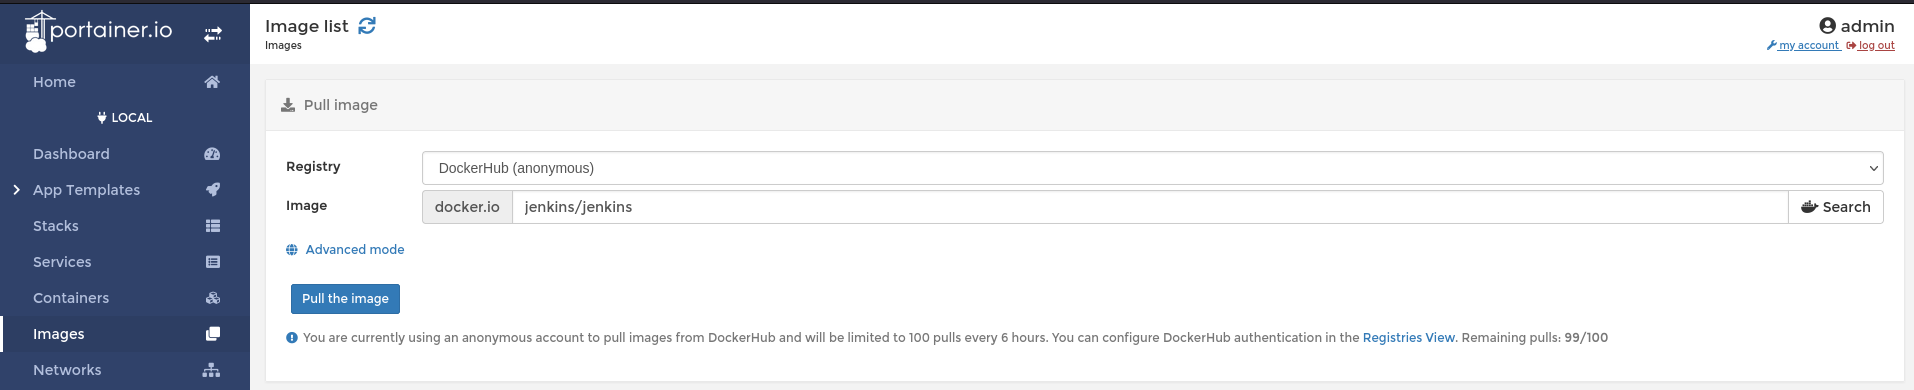 portainer.io
Home
LOCAL
Dashboard
App Templates
Stacks
Services
Containers
Images
Networks
Image list
Images
admin
my account log out
Pull image
Registry DockerHub (anonymous)
Image docker.io jenkins/jenkins Search
Advanced mode
Pull the image
You are currently using an anonymous account to pull images from DockerHub and will be limited to 100 pulls every 6 hours. You can configure DockerHub authentication in the Registries View. Remaining pulls: 99/100